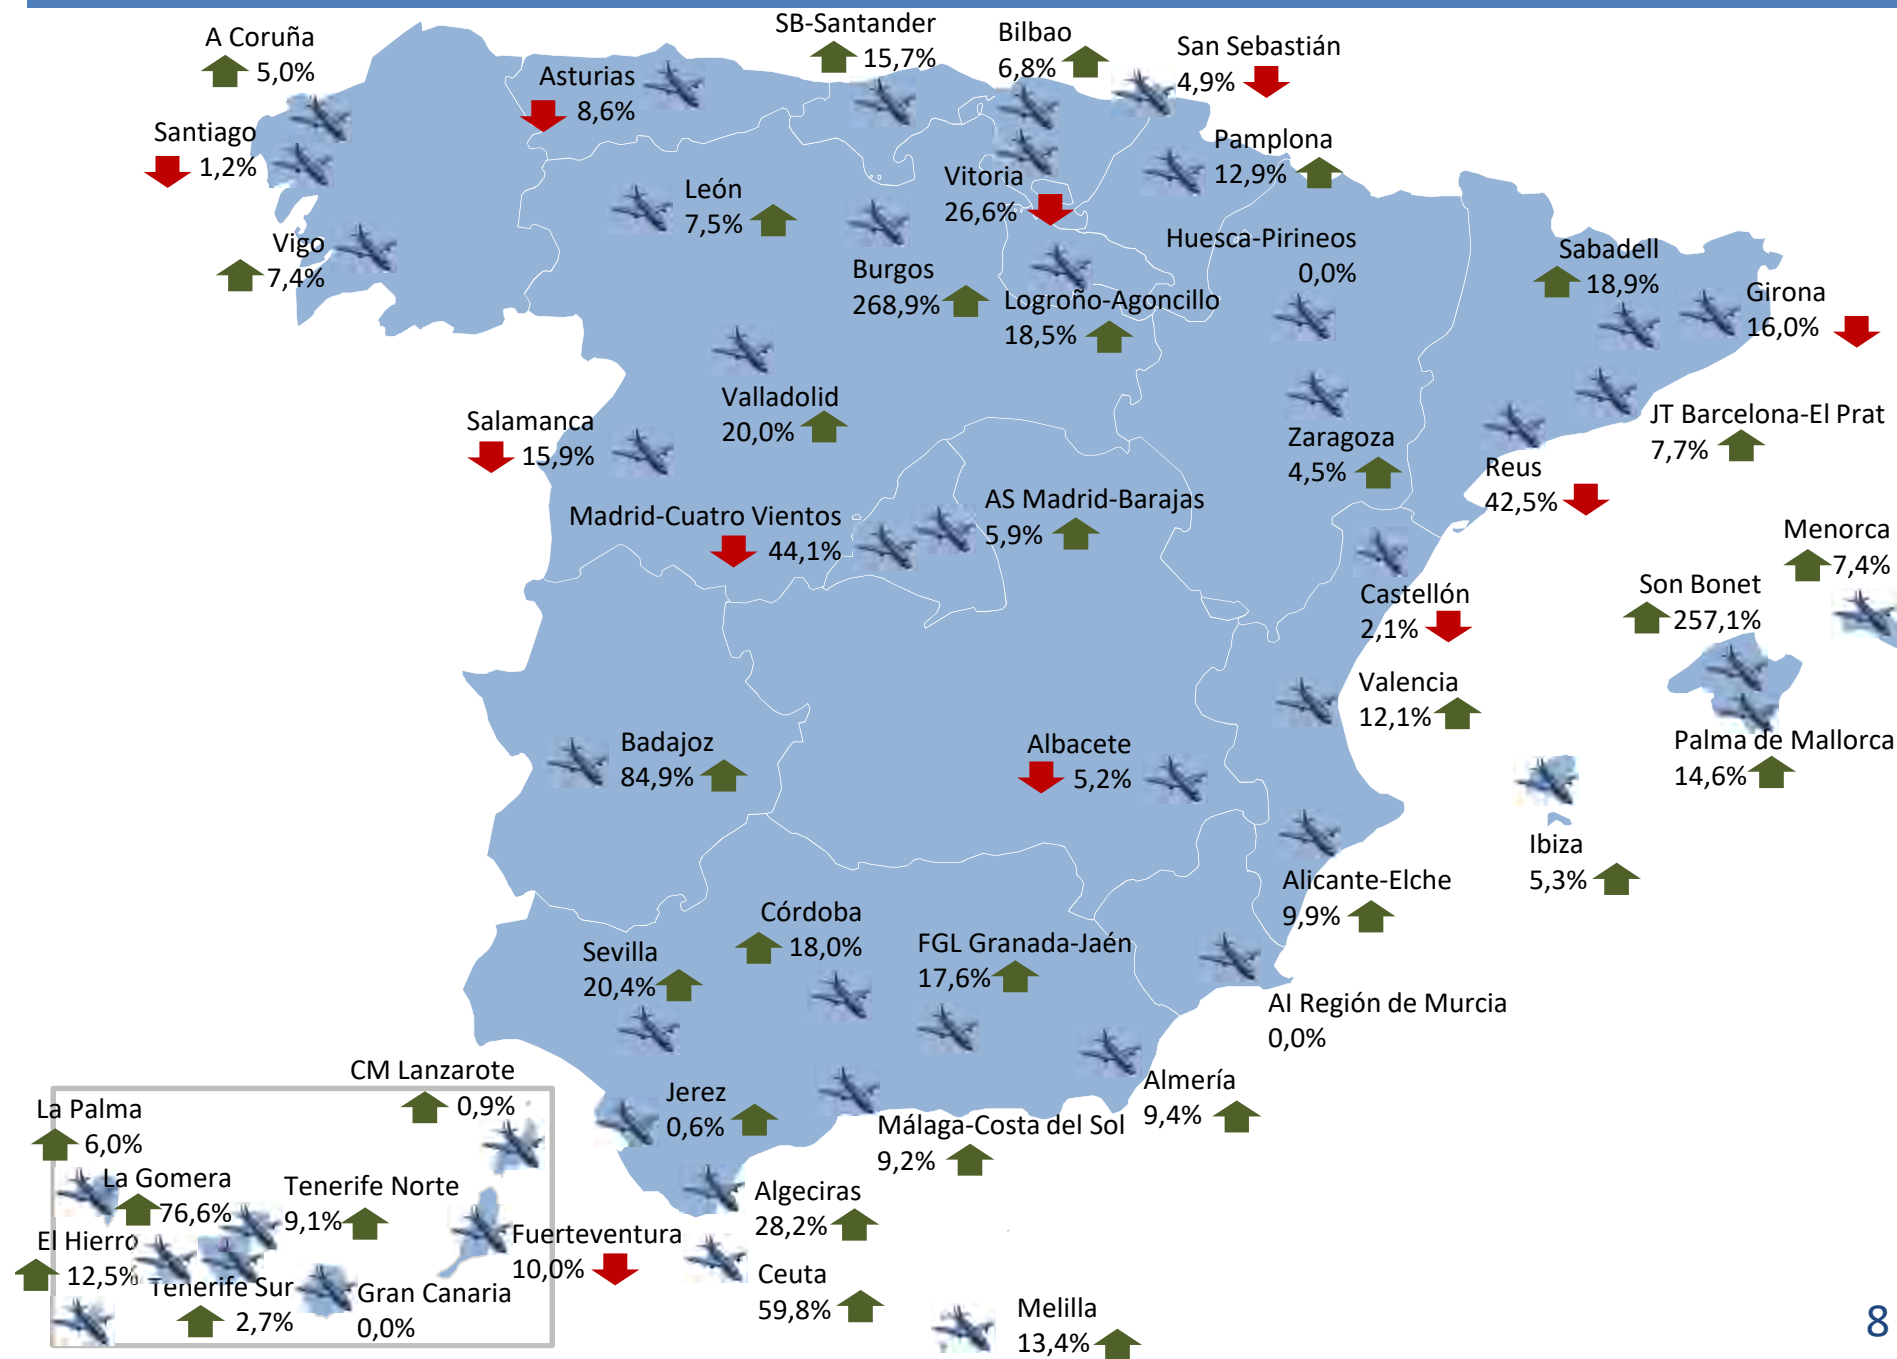 A Coruña
5,0%
SB-Santander
15,7%
Bilbao
6,8%
San Sebastián
4,9%
Asturias
8,6%
Santiago
1,2%
Pamplona
12,9%
León
7,5%
Vitoria
26,6%
Vigo
7,4%
Burgos
268,9%
Logroño-Agoncillo
18,5%
Huesca-Pirineos
0,0%
Sabadell
18,9%
Girona
16,0%
Valladolid
20,0%
Salamanca
15,9%
Zaragoza
4,5%
JT Barcelona-El Prat
7,7%
Reus
42,5%
Madrid-Cuatro Vientos
44,1%
AS Madrid-Barajas
5,9%
Menorca
7,4%
Son Bonet
257,1%
Castellón
2,1%
Valencia
12,1%
Palma de Mallorca
14,6%
Badajoz
84,9%
Albacete
5,2%
Ibiza
5,3%
Alicante-Elche
9,9%
Córdoba
18,0%
Sevilla
20,4%
FGL Granada-Jaén
17,6%
AI Región de Murcia
0,0%
Almería
9,4%
Jerez
0,6%
Málaga-Costa del Sol
9,2%
CM Lanzarote
0,9%
La Palma
6,0%
La Gomera
76,6%
Tenerife Norte
9,1%
El Hierro
12,5%
Tenerife Sur
2,7%
Gran Canaria
0,0%
Fuerteventura
10,0%
Algeciras
28,2%
Ceuta
59,8%
Melilla
13,4%
8